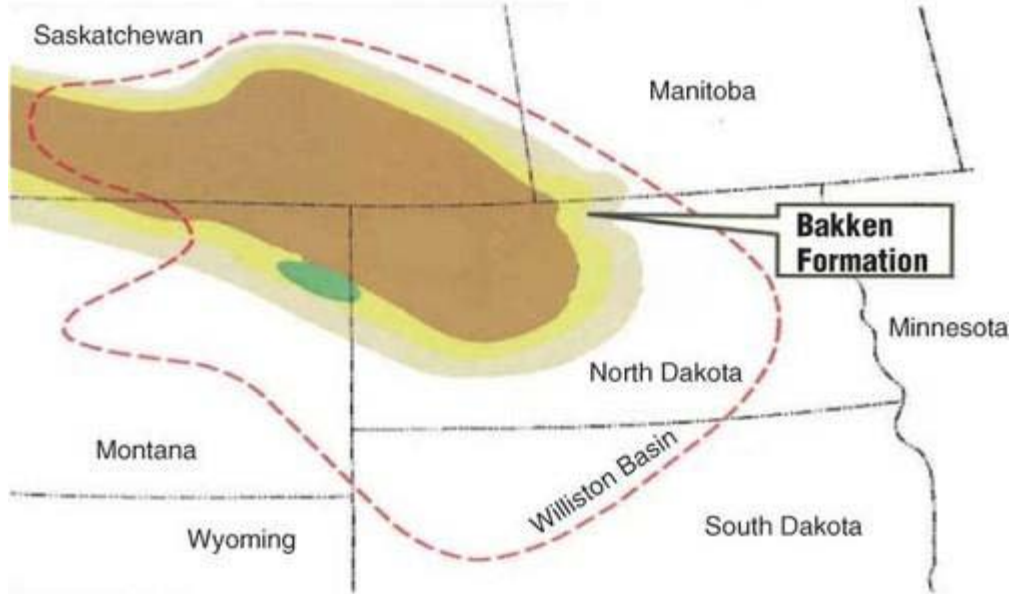 Saskatchewan
Manitoba
Bakken
Formation
Minnesota
North Dakota
Montana
Williston Basin
South Dakota
Wyoming